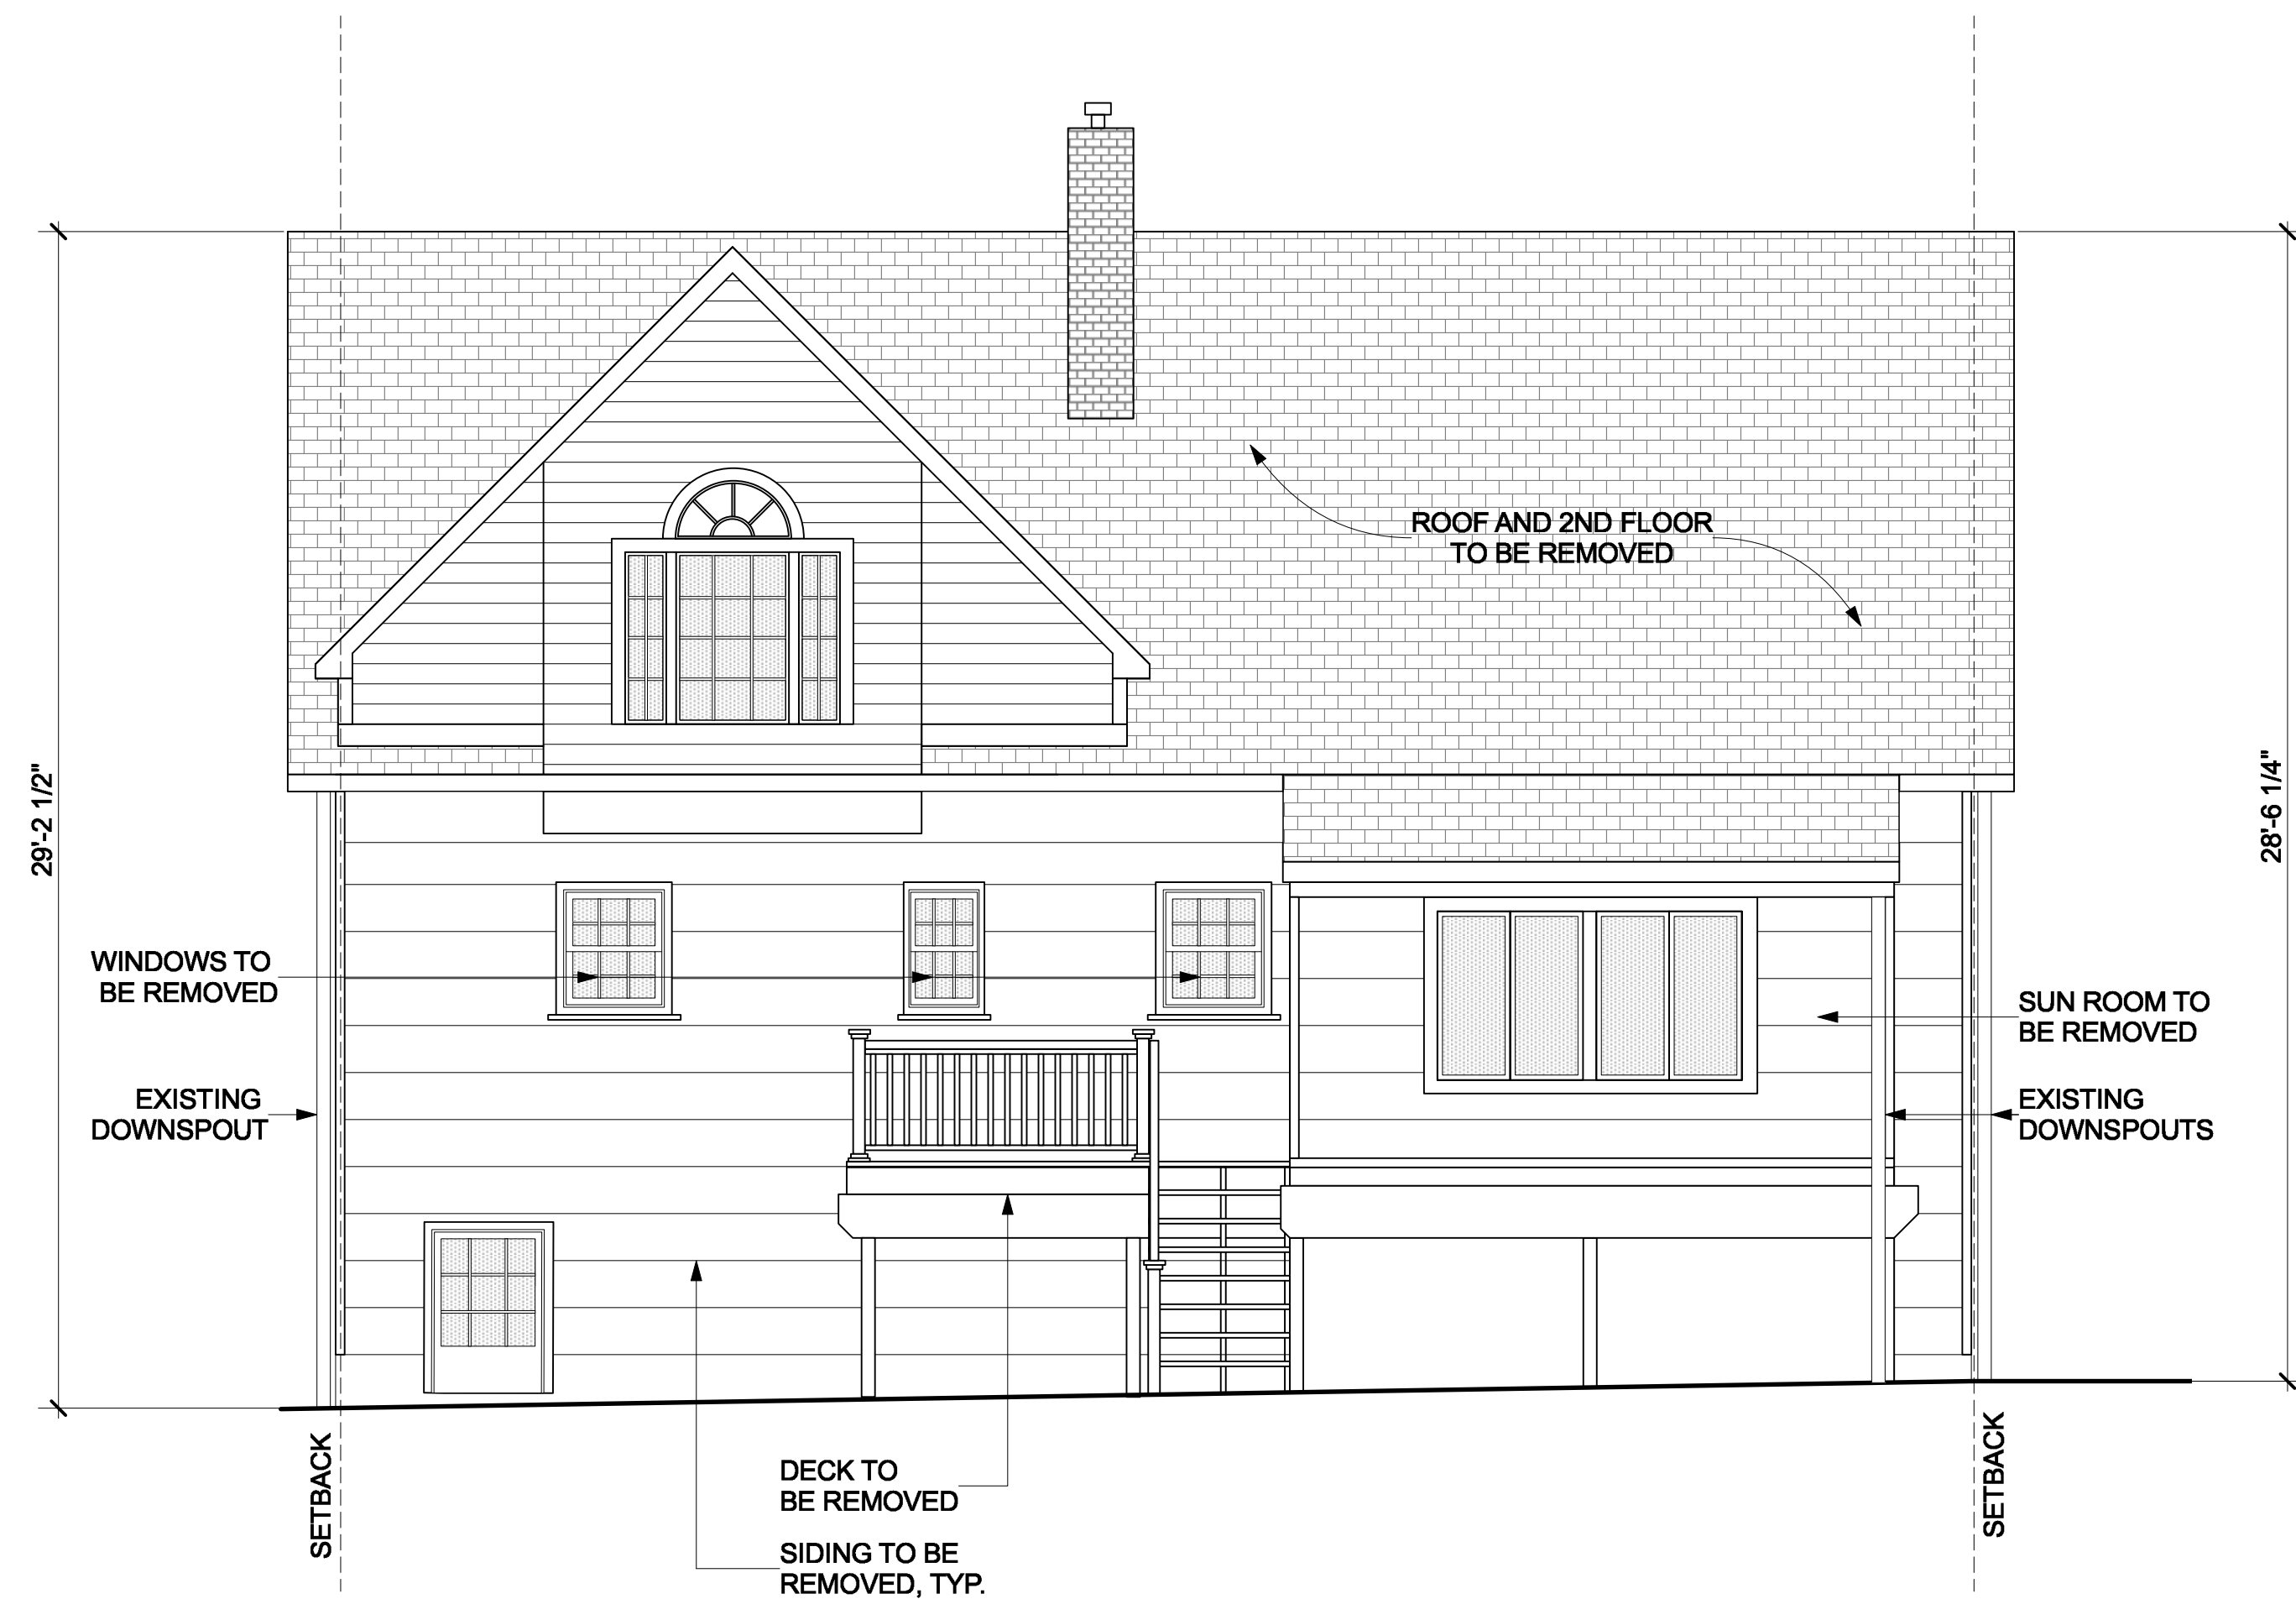 ROOF AND 2ND FLOOR
TO BE REMOVED
29'-2 1/2"
28'-6 1/4"
WINDOWS TO
BE REMOVED
SUN ROOM TO
BE REMOVED
EXISTING
DOWNSPOUT
EXISTING
DOWNSPOUTS
SETBACK
SETBACK
DECK TO
BE REMOVED
SIDING TO BE
REMOVED, TYP.